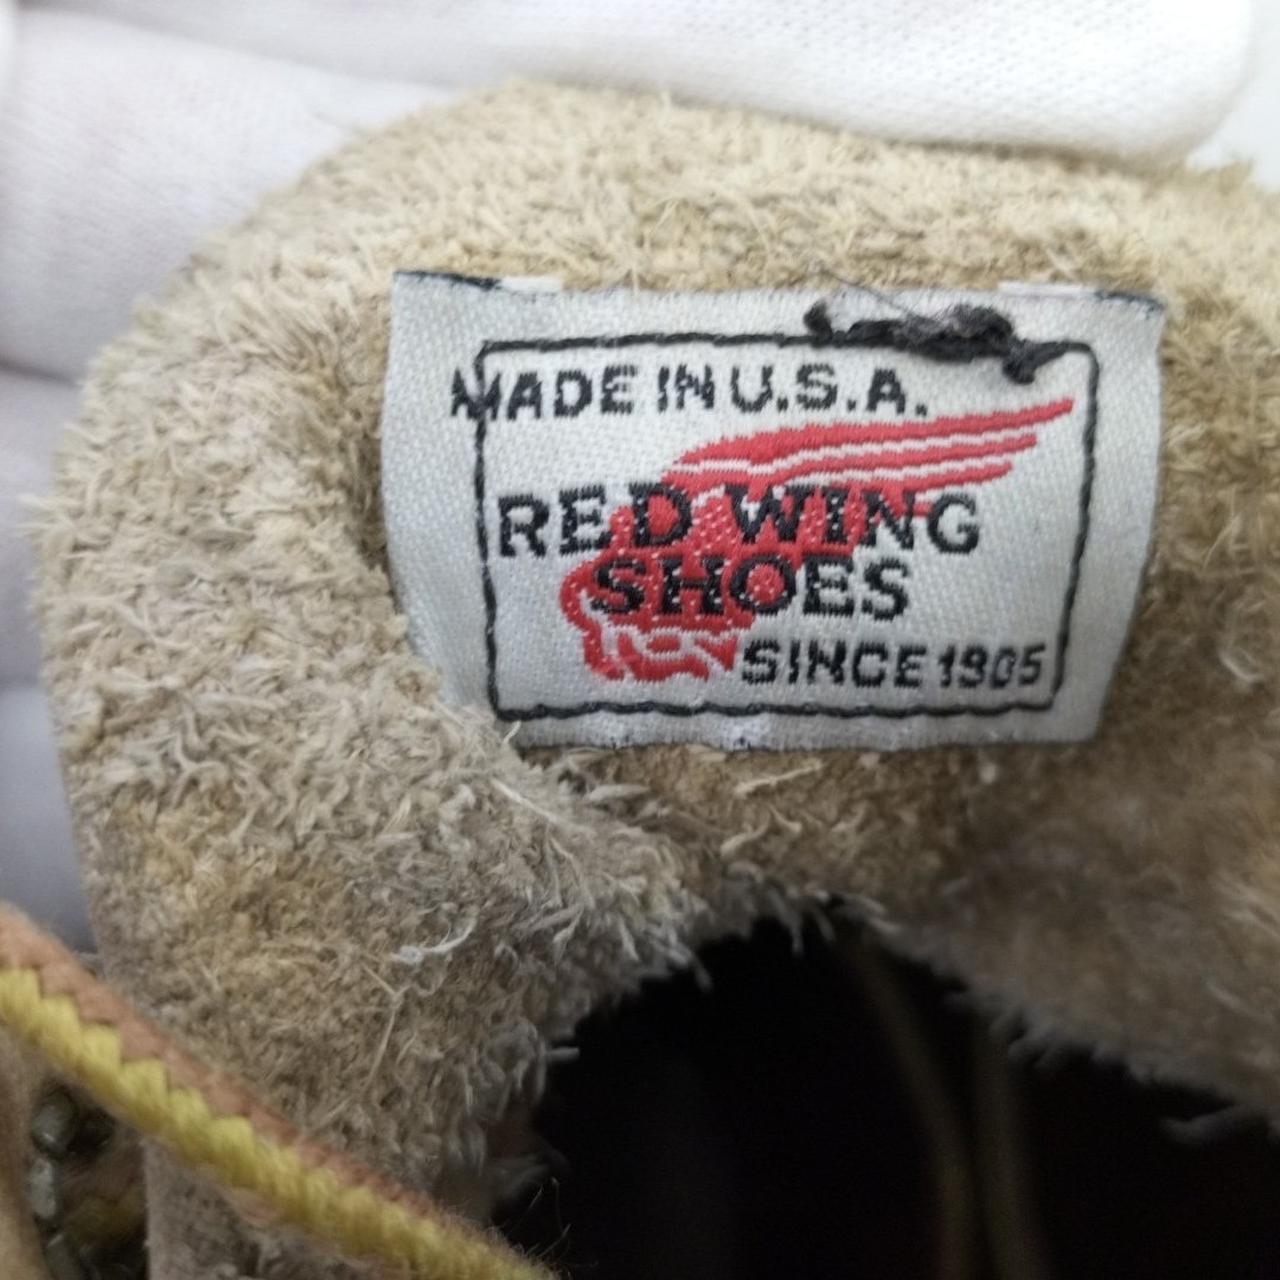 MADE IN U.S.A.
RED WING
SHOES
SINCE 1905